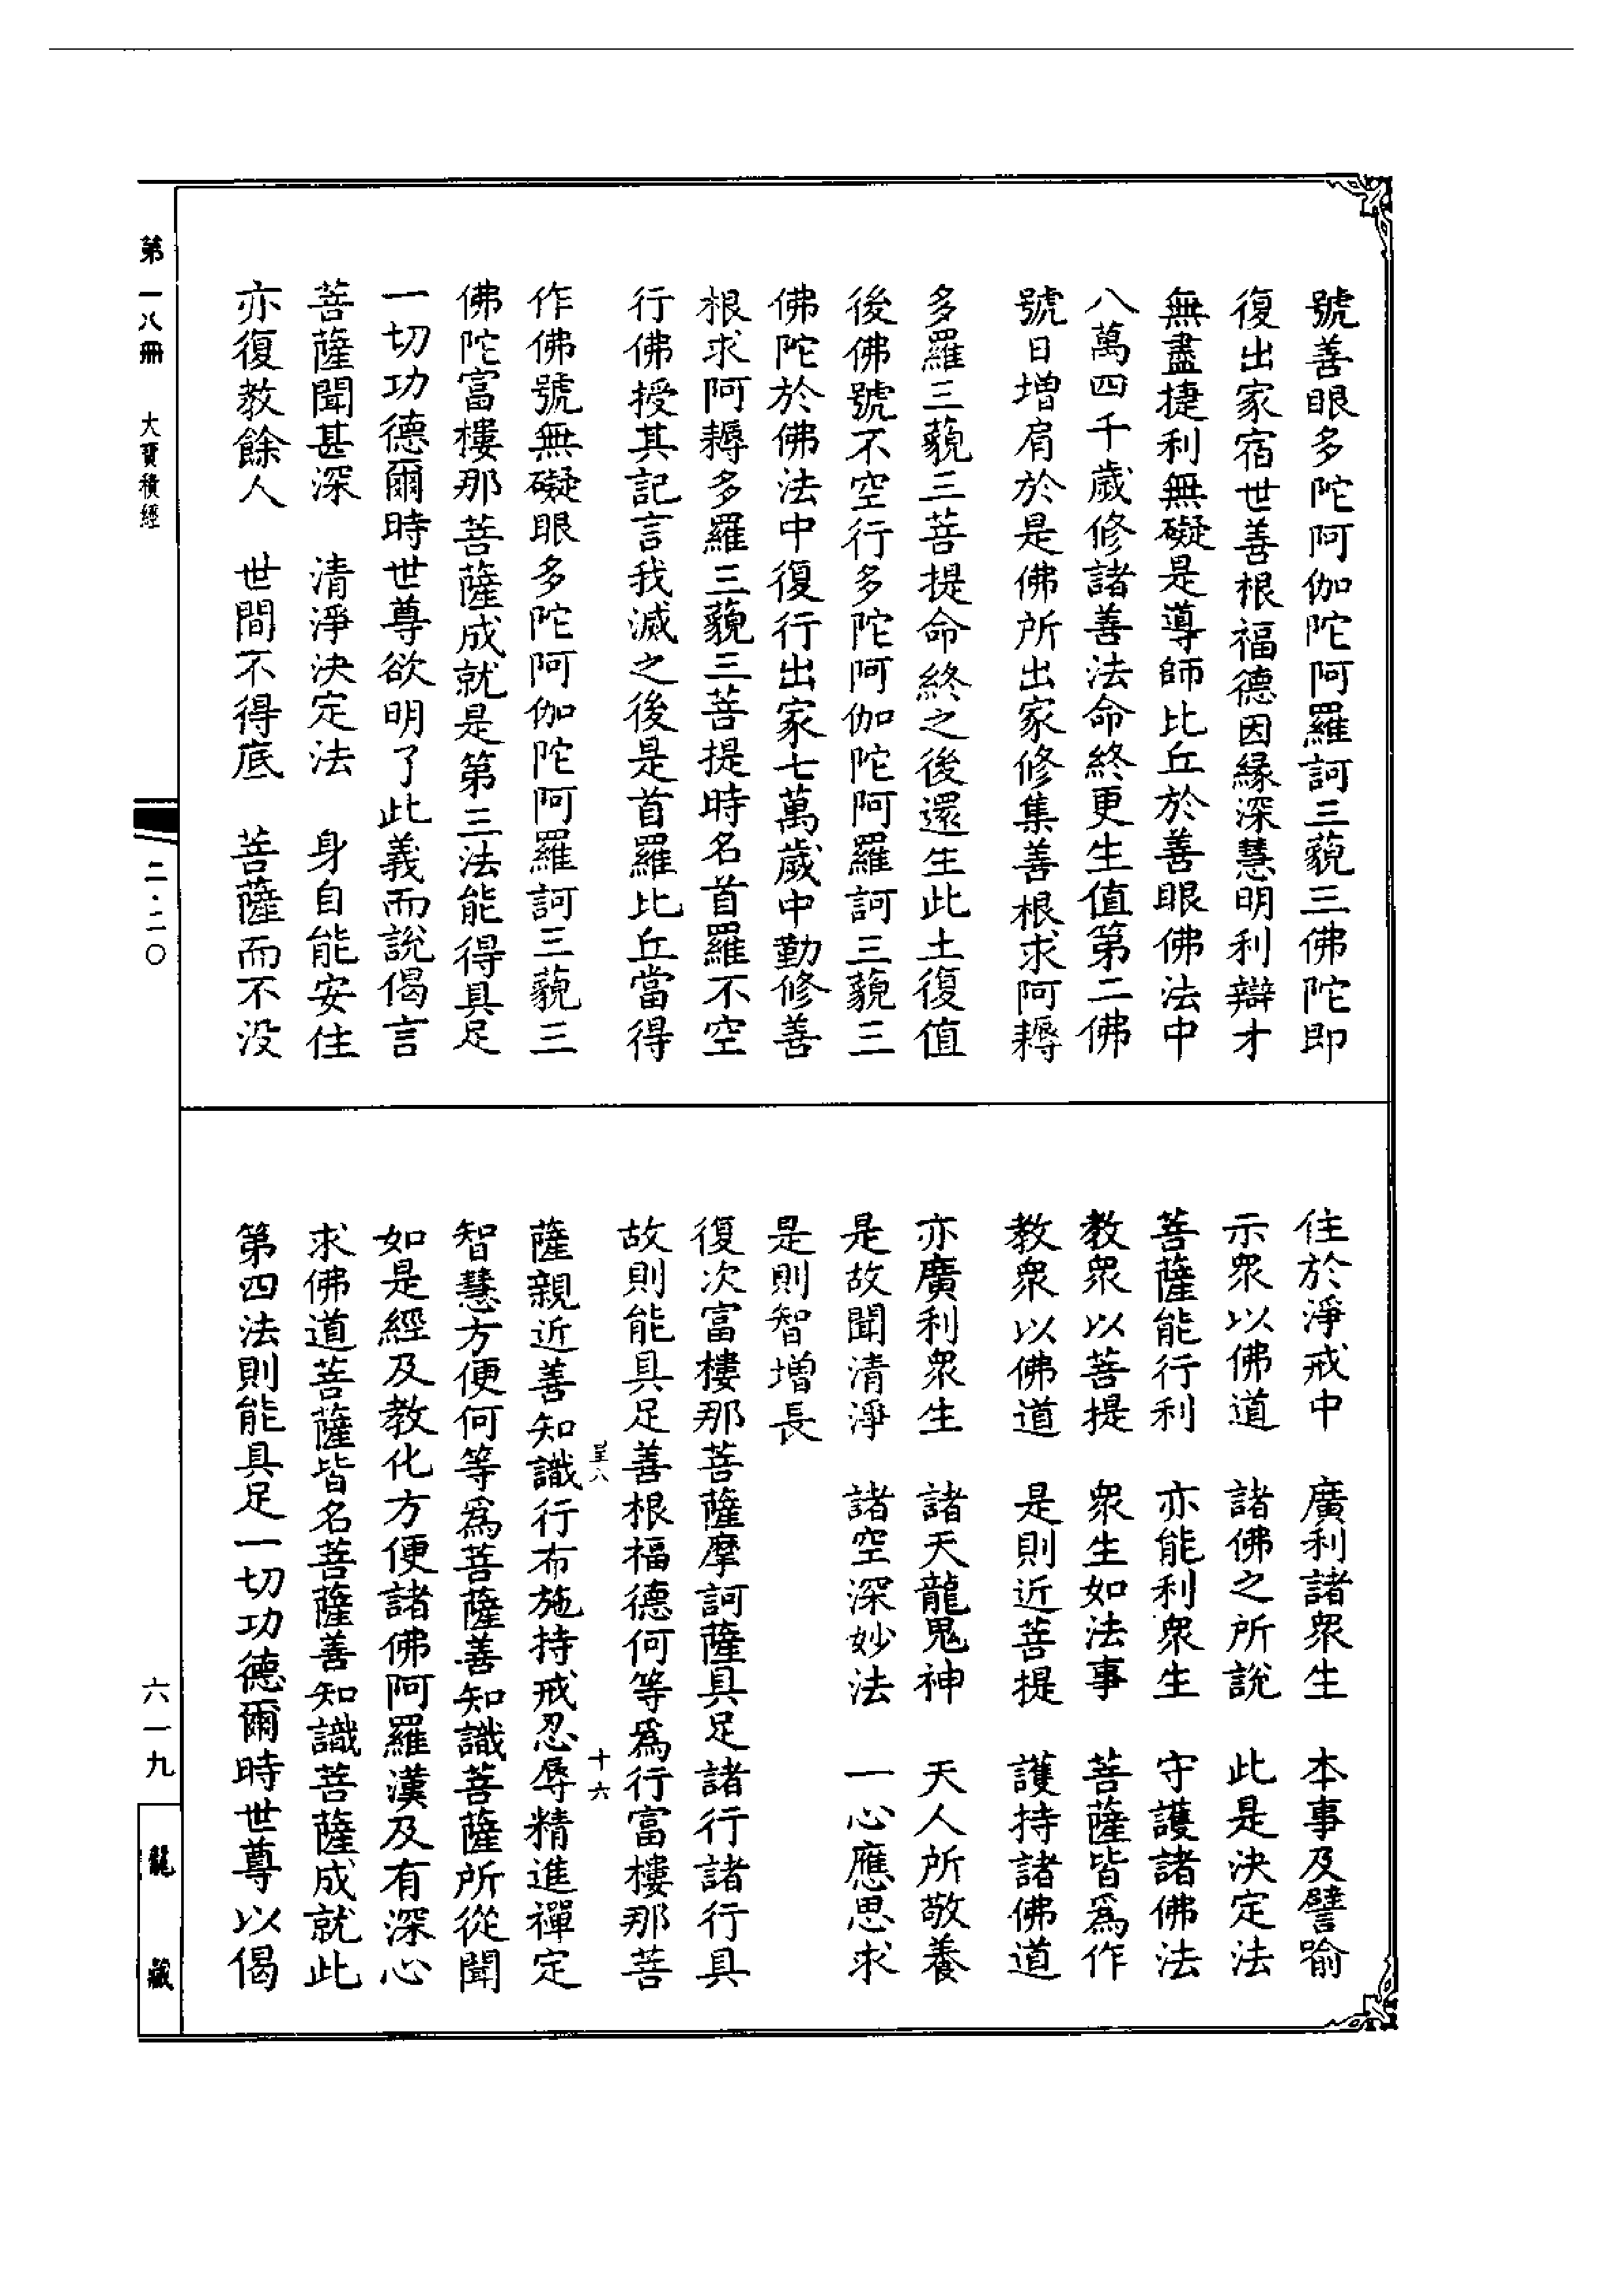 號善眼多陀阿伽陀阿羅訶三藐三佛陀即
復出家宿世善根福德因緣深慧明利辯才
無盡捷利無礙是導師比丘於善眼佛法中
八萬四千歲修諸善法命終更生值第二佛
號日增肩於是佛所出家修集善根求阿耨
多羅三藐三菩提命終之後還生此土復值
後佛號不空行多陀阿伽陀阿羅訶三藐三
佛陀於佛法中復行出家七萬歲中勤修善
根求阿耨多羅三藐三菩提時名首羅不空
行佛授其記言我滅之後是首羅比丘當得
作佛號無礙眼多陀阿伽陀阿羅訶三藐三
佛陀富樓那菩薩成就是第三法能得具足
一切功德爾時世尊欲明了此義而說偈言
菩薩聞甚深　清淨決定法　身自能安住
亦復教餘人　世間不得底　菩薩而不没
住於淨戒中　廣利諸眾生　本事及譬喻
示眾以佛道　諸佛之所說　此是決定法
菩薩能行利　亦能利眾生　守護諸佛法
教眾以菩提　眾生如法事　菩薩皆爲作
教眾以佛道　是則近菩提　護持諸佛道
亦廣利眾生　諸天龍鬼神　天人所敬養
是故聞清淨　諸空深妙法　一心應思求
是則智增長
復次富樓那菩薩摩訶薩具足諸行諸行具
故則能具足善根福德何等爲行富樓那菩
薩親近善知識行布施持戒忍辱精進禪定
智慧方便何等爲菩薩善知識菩薩所從聞
如是經及教化方便諸佛阿羅漢及有深心
求佛道菩薩皆名菩薩善知識菩薩成就此
第四法則能具足一切功德爾時世尊以偈
十六
第一八冊　大寶積經
二·二〇
六一九
龍藏